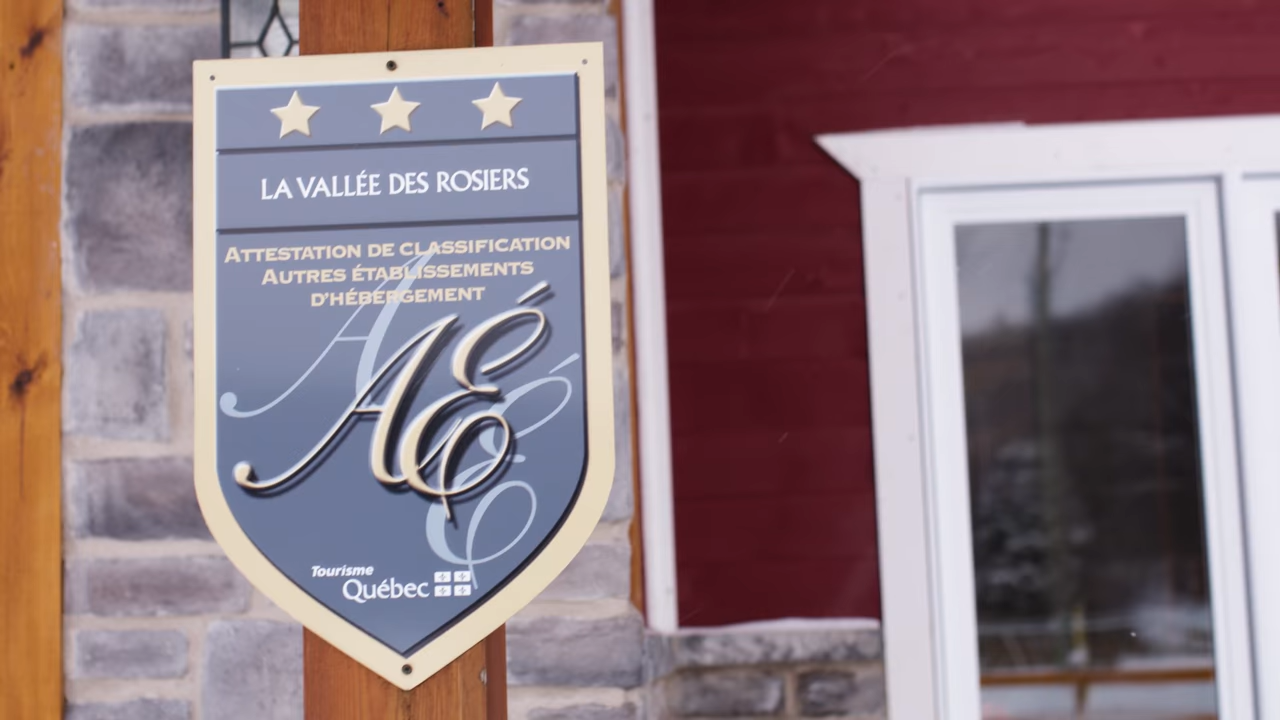 LA VALLÉE DES ROSIERS
ATTESTATION DE CLASSIFICATION
AUTRES ÉTABLISSEMENTS
D'HÉBERGEMENT
AÉ
Tourisme
Québec